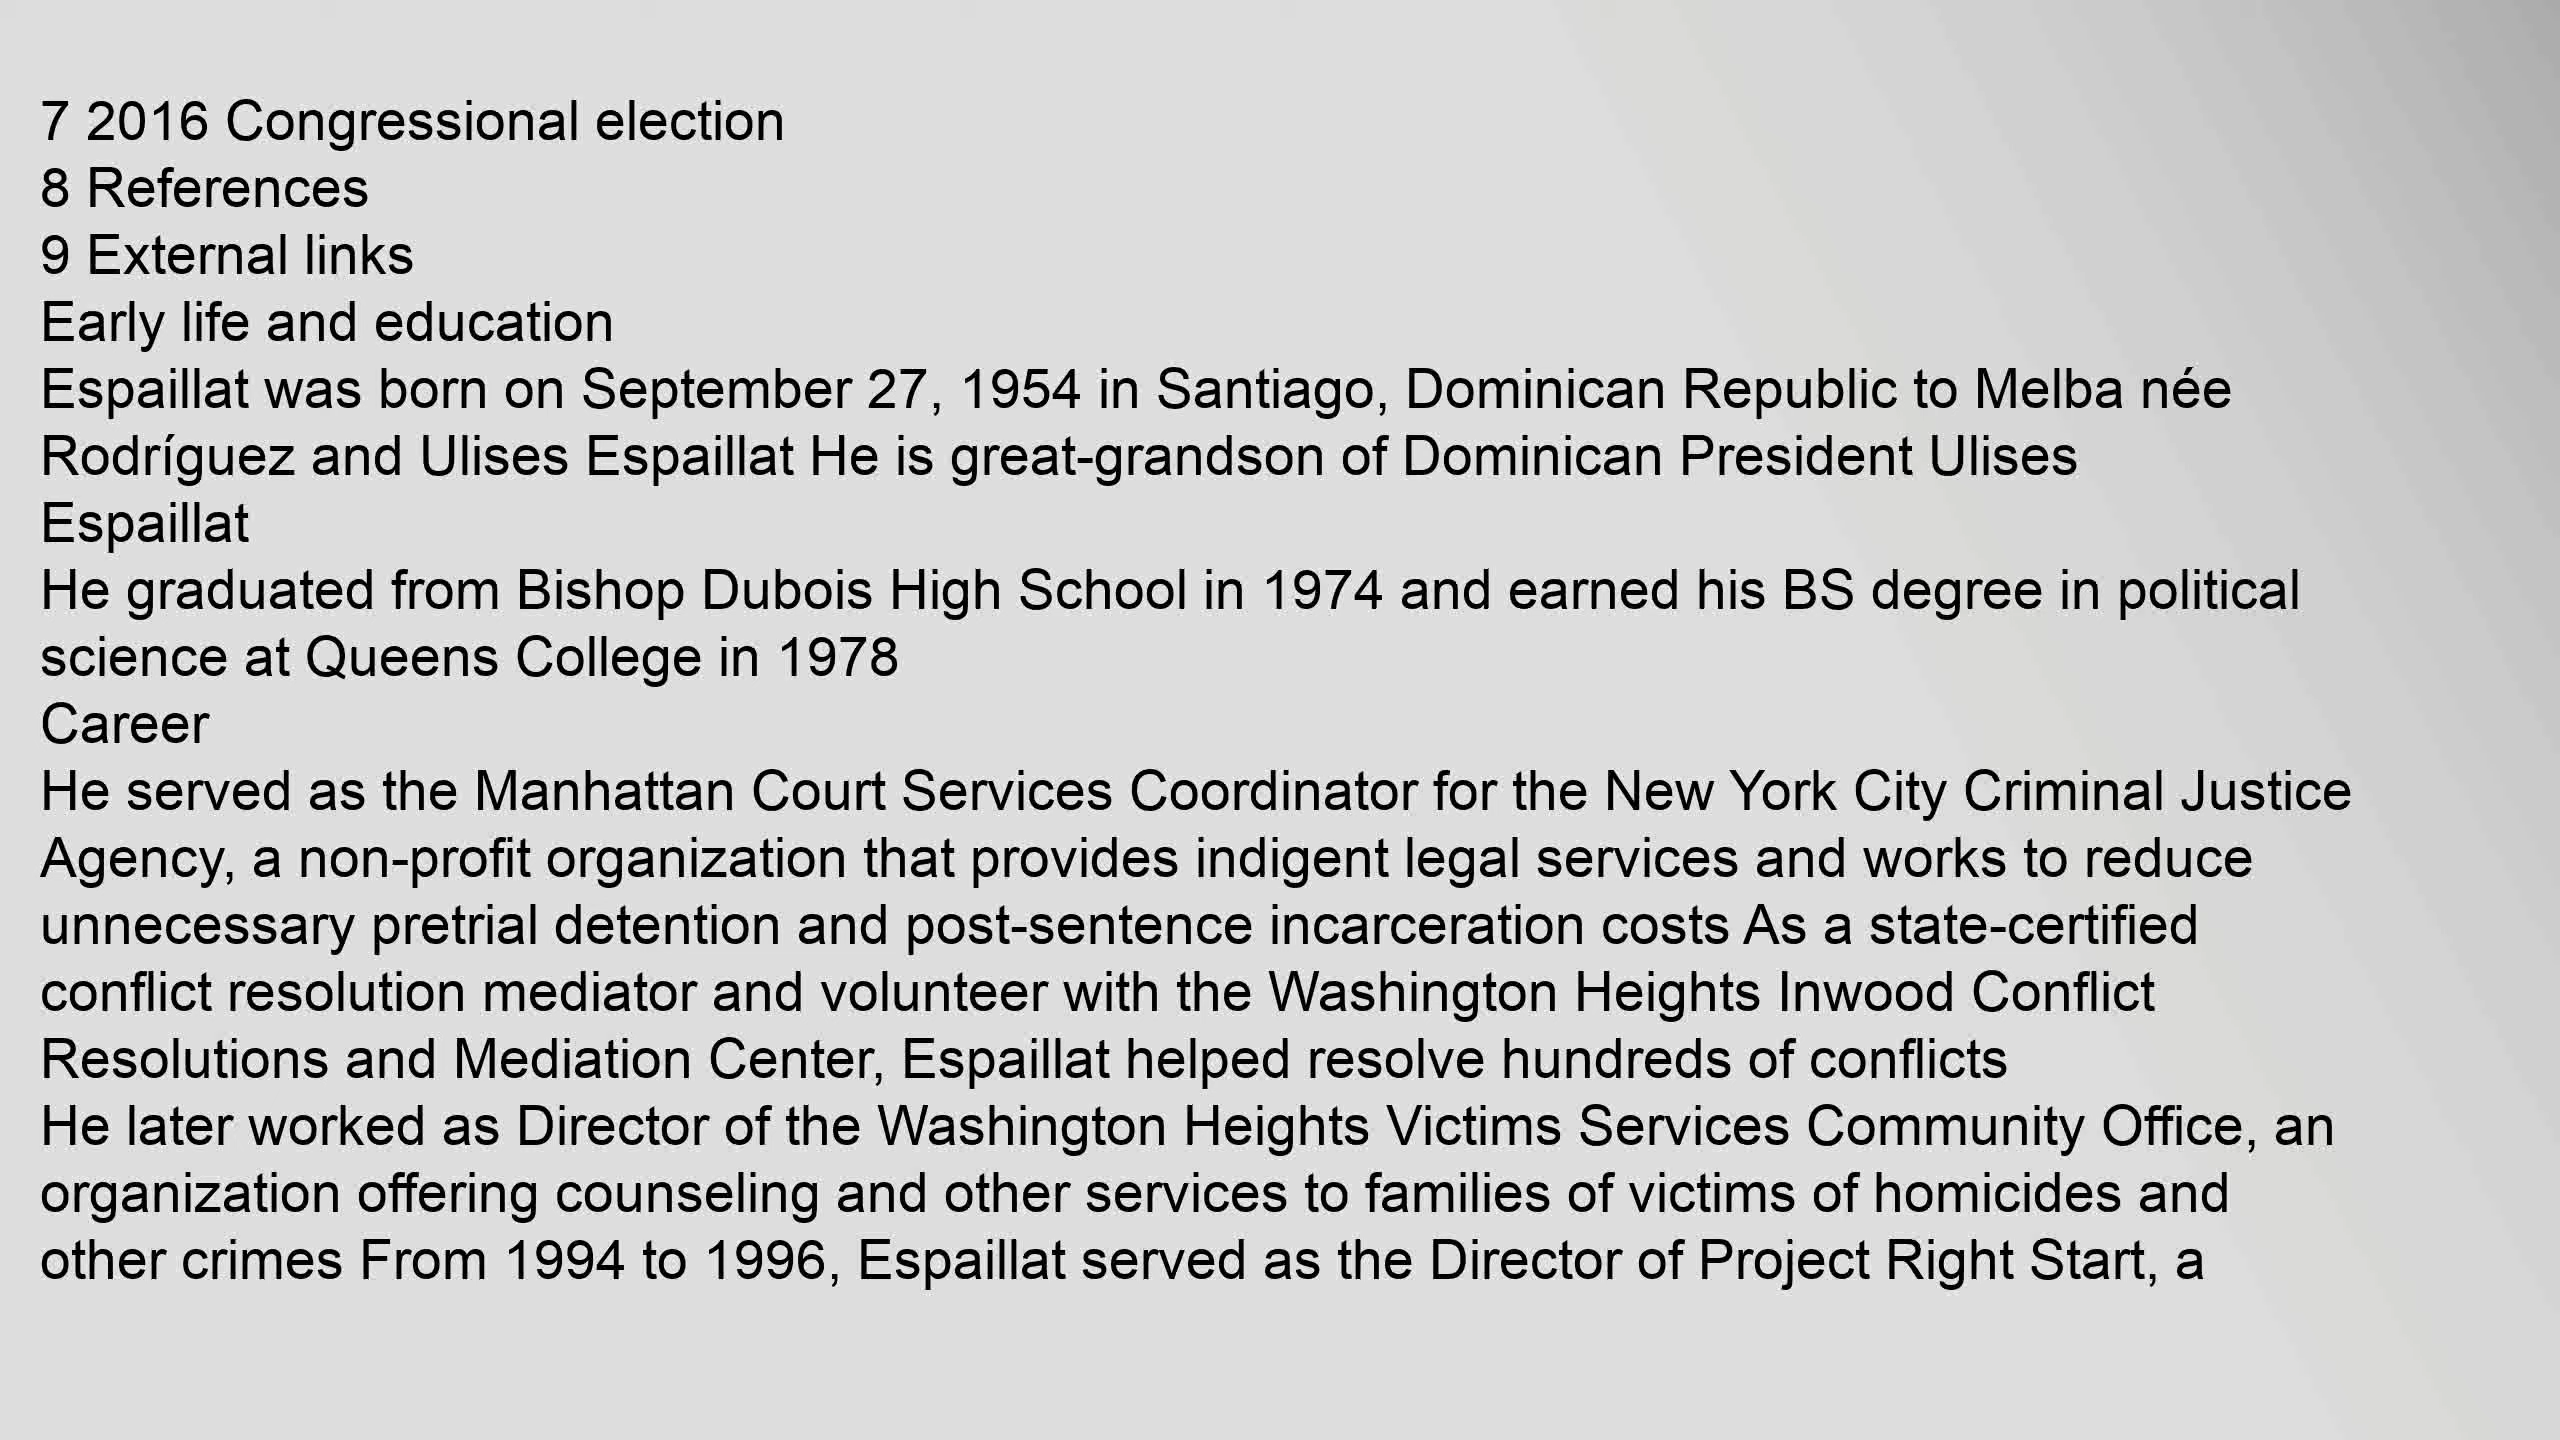 7 2016 Congressional election
8 References
9 External links
Early life and education
Espaillat was born on September 27, 1954 in Santiago, Dominican Republic to Melba née
Rodríguez and Ulises Espaillat He is great-grandson of Dominican President Ulises
Espaillat
He graduated from Bishop Dubois High School in 1974 and earned his BS degree in political
science at Queens College in 1978
Career
He served as the Manhattan Court Services Coordinator for the New York City Criminal Justice
Agency, a non-profit organization that provides indigent legal services and works to reduce
unnecessary pretrial detention and post-sentence incarceration costs As a state-certified
conflict resolution mediator and volunteer with the Washington Heights Inwood Conflict
Resolutions and Mediation Center, Espaillat helped resolve hundreds of conflicts
He later worked as Director of the Washington Heights Victims Services Community Office, an
organization offering counseling and other services to families of victims of homicides and
other crimes From 1994 to 1996, Espaillat served as the Director of Project Right Start, a